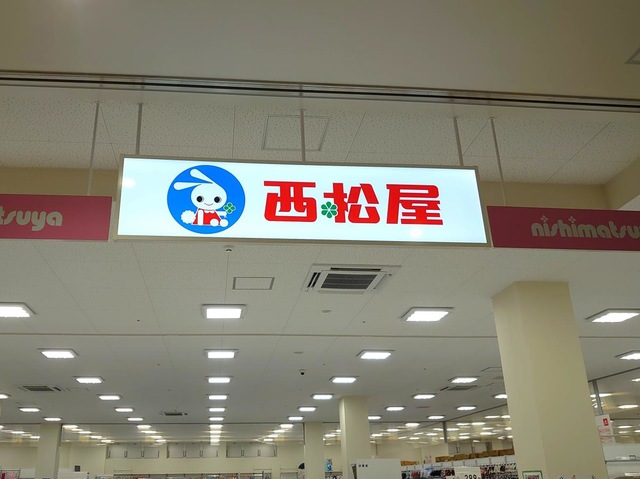 西松屋
tsuya
nishimatsu